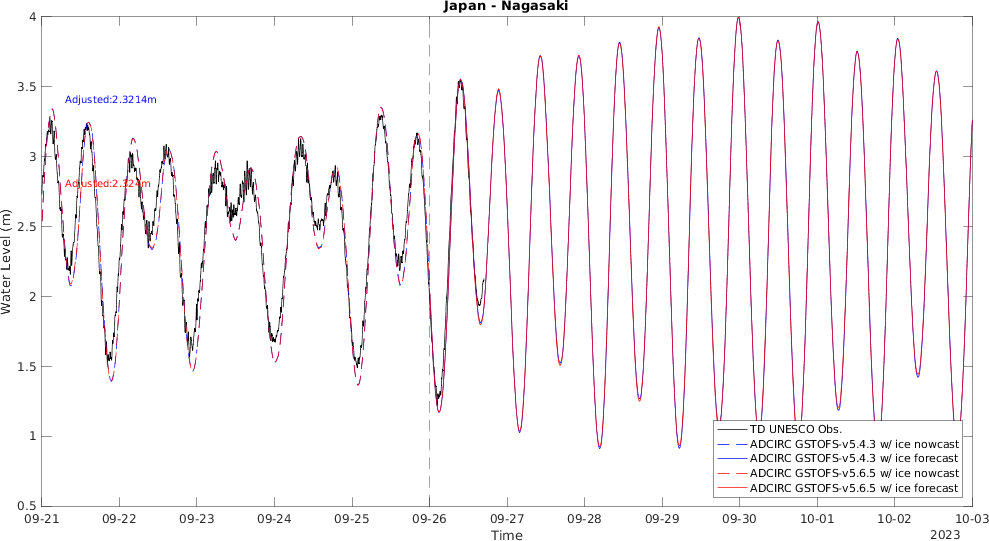 Japan - Nagasaki
4
3.5
3
2.5
2
1.5
1
0.5
Water Level (m)
Adjusted:2.3214m
Adjusted:2.324m
TD UNESCO Obs.
ADCIRC GSTOFS-v5.4.3 w/ ice nowcast
ADCIRC GSTOFS-v5.4.3 w/ ice forecast
ADCIRC GSTOFS-v5.6.5 w/ ice nowcast
ADCIRC GSTOFS-v5.6.5 w/ ice forecast
09-21 09-22 09-23 09-24 09-25 09-26 09-27 09-28 09-29 09-30 10-01 10-02 10-03
Time
2023